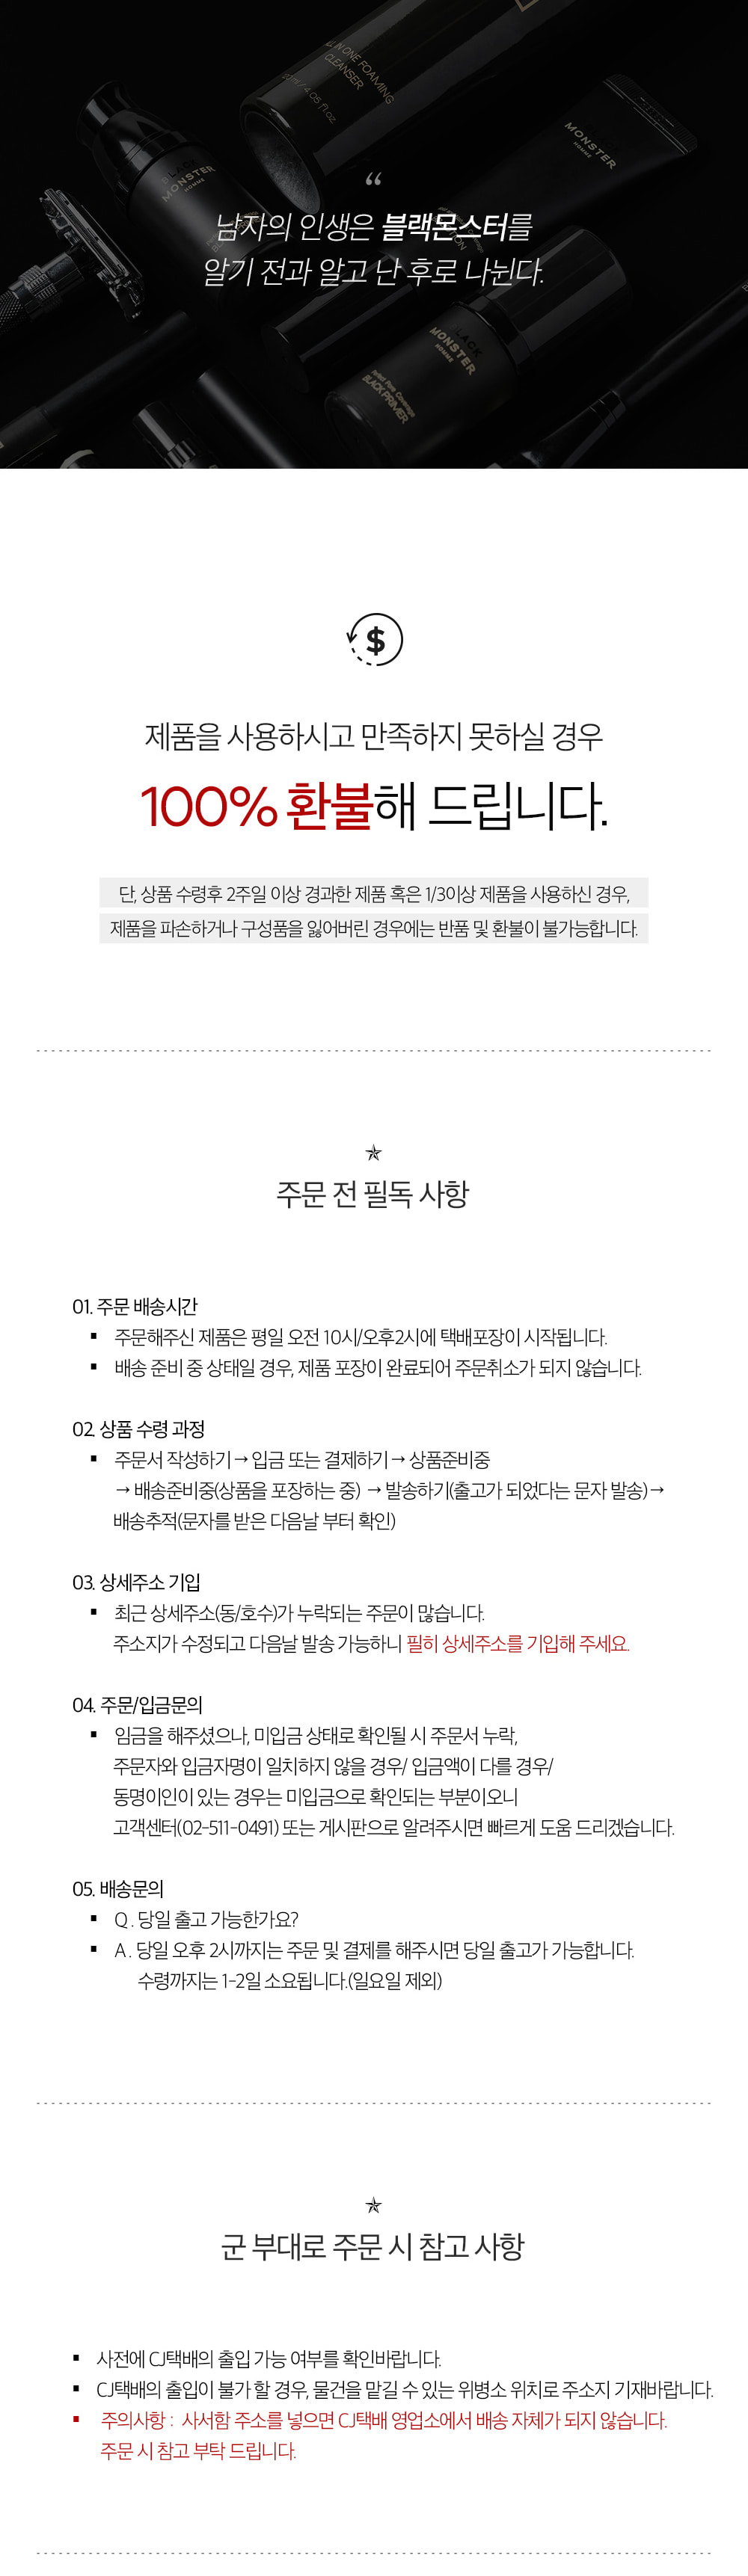 ALL IN ONE FOAMING
CLEANSER
BLACK
MONSTER
HOMME
MONSTER
HOMME
“
남자의 인생은 블랙몬스터를
알기 전과 알고 난 후로 나뉜다.
BLACK
MONSTER
HOMME
BLACK PRIMER
$
제품을 사용하시고 만족하지 못하실 경우
100% 환불해 드립니다.
단, 상품 수령후 2주일 이상 경과한 제품 혹은 1/3이상 제품을 사용하신 경우,
제품을 파손하거나 구성품을 잃어버린 경우에는 반품 및 환불이 불가능합니다.
주문 전 필독 사항
01. 주문 배송시간
▪ 주문해주신 제품은 평일 오전 10시/오후2시에 택배포장이 시작됩니다.
▪ 배송 준비 중 상태일 경우, 제품 포장이 완료되어 주문취소가 되지 않습니다.
02. 상품 수령 과정
▪ 주문서 작성하기 → 입금 또는 결제하기 → 상품준비중
→ 배송준비중(상품을 포장하는 중) → 발송하기(출고가 되었다는 문자 발송) →
배송추적(문자를 받은 다음날 부터 확인)
03. 상세주소 기입
▪ 최근 상세주소(동/호수)가 누락되는 주문이 많습니다.
주소지가 수정되고 다음날 발송 가능하니 필히 상세주소를 기입해 주세요.
04. 주문/입금문의
▪ 임금을 해주셨으나, 미입금 상태로 확인될 시 주문서 누락,
주문자와 입금자명이 일치하지 않을 경우/ 입금액이 다를 경우/
동명이인이 있는 경우는 미입금으로 확인되는 부분이오니
고객센터(02-511-0491) 또는 게시판으로 알려주시면 빠르게 도움 드리겠습니다.
05. 배송문의
▪ Q . 당일 출고 가능한가요?
▪ A . 당일 오후 2시까지는 주문 및 결제를 해주시면 당일 출고가 가능합니다.
수령까지는 1-2일 소요됩니다.(일요일 제외)
군 부대로 주문 시 참고 사항
▪ 사전에 CJ택배의 출입 가능 여부를 확인바랍니다.
▪ CJ택배의 출입이 불가 할 경우, 물건을 맡길 수 있는 위병소 위치로 주소지 기재바랍니다.
▪ 주의사항 : 사서함 주소를 넣으면 CJ택배 영업소에서 배송 자체가 되지 않습니다.
주문 시 참고 부탁 드립니다.